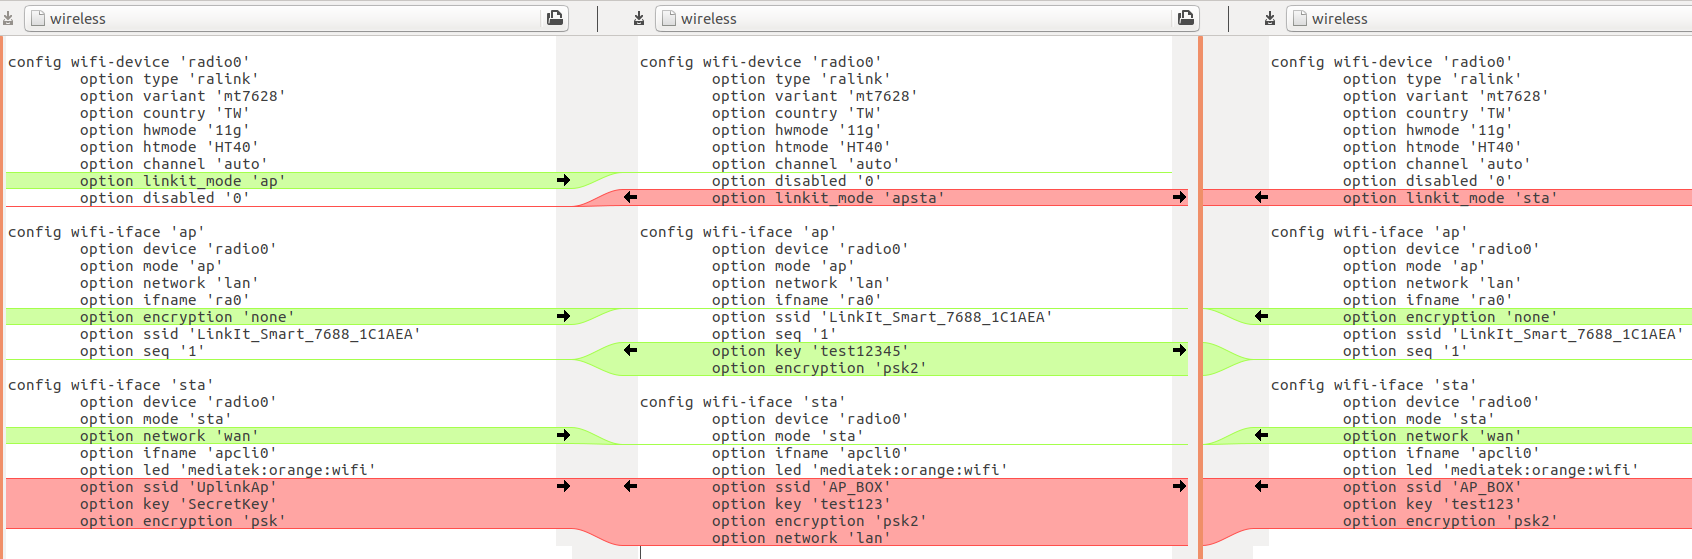 wireless
config wifi-device 'radio0'
option type 'ralink'
option variant 'mt7628'
option country 'TW'
option hwmode '11g'
option htmode 'HT40'
option channel 'auto'
option linkit_mode 'ap'
option disabled '0'
config wifi-iface 'ap'
option device 'radio0'
option mode 'ap'
option network 'lan'
option ifname 'ra0'
option encryption 'none'
option ssid 'LinkIt_Smart_7688_1C1AEA'
option seq '1'
config wifi-iface 'sta'
option device 'radio0'
option mode 'sta'
option network 'wan'
option ifname 'apcli0'
option led 'mediatek:orange:wifi'
option ssid 'UplinkAp'
option key 'SecretKey'
option encryption 'psk'
wireless
config wifi-device 'radio0'
option type 'ralink'
option variant 'mt7628'
option country 'TW'
option hwmode '11g'
option htmode 'HT40'
option channel 'auto'
option disabled '0'
option linkit_mode 'apsta'
config wifi-iface 'ap'
option device 'radio0'
option mode 'ap'
option network 'lan'
option ifname 'ra0'
option ssid 'LinkIt_Smart_7688_1C1AEA'
option seq '1'
option key 'test12345'
option encryption 'psk2'
config wifi-iface 'sta'
option device 'radio0'
option mode 'sta'
option ifname 'apcli0'
option led 'mediatek:orange:wifi'
option ssid 'AP_BOX'
option key 'test123'
option encryption 'psk2'
option network 'lan'
wireless
config wifi-device 'radio0'
option type 'ralink'
option variant 'mt7628'
option country 'TW'
option hwmode '11g'
option htmode 'HT40'
option channel 'auto'
option disabled '0'
option linkit_mode 'sta'
config wifi-iface 'ap'
option device 'radio0'
option mode 'ap'
option network 'lan'
option ifname 'ra0'
option encryption 'none'
option ssid 'LinkIt_Smart_7688_1C1AEA'
option seq '1'
config wifi-iface 'sta'
option device 'radio0'
option mode 'sta'
option network 'wan'
option ifname 'apcli0'
option led 'mediatek:orange:wifi'
option ssid 'AP_BOX'
option key 'test123'
option encryption 'psk2'